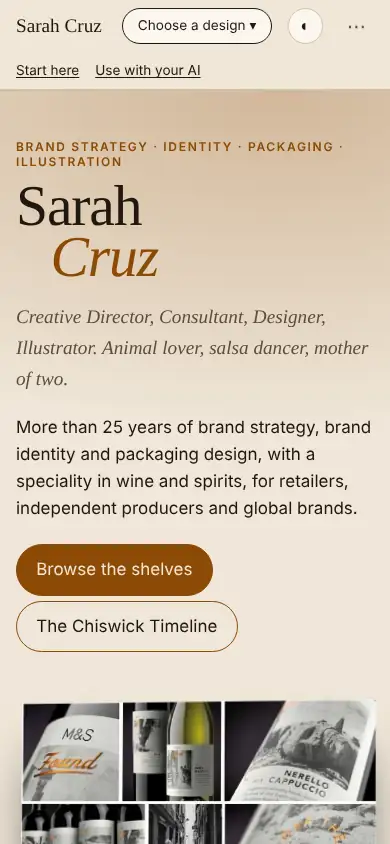 Sarah Cruz
Choose a design ▾
Start here
Use with your AI
BRAND STRATEGY · IDENTITY · PACKAGING ·
ILLUSTRATION
Sarah
Cruz
Creative Director, Consultant, Designer,
Illustrator. Animal lover, salsa dancer, mother
of two.
More than 25 years of brand strategy, brand
identity and packaging design, with a
speciality in wine and spirits, for retailers,
independent producers and global brands.
Browse the shelves
The Chiswick Timeline
M&S
Found
NERELLO
CAPPUCCIO